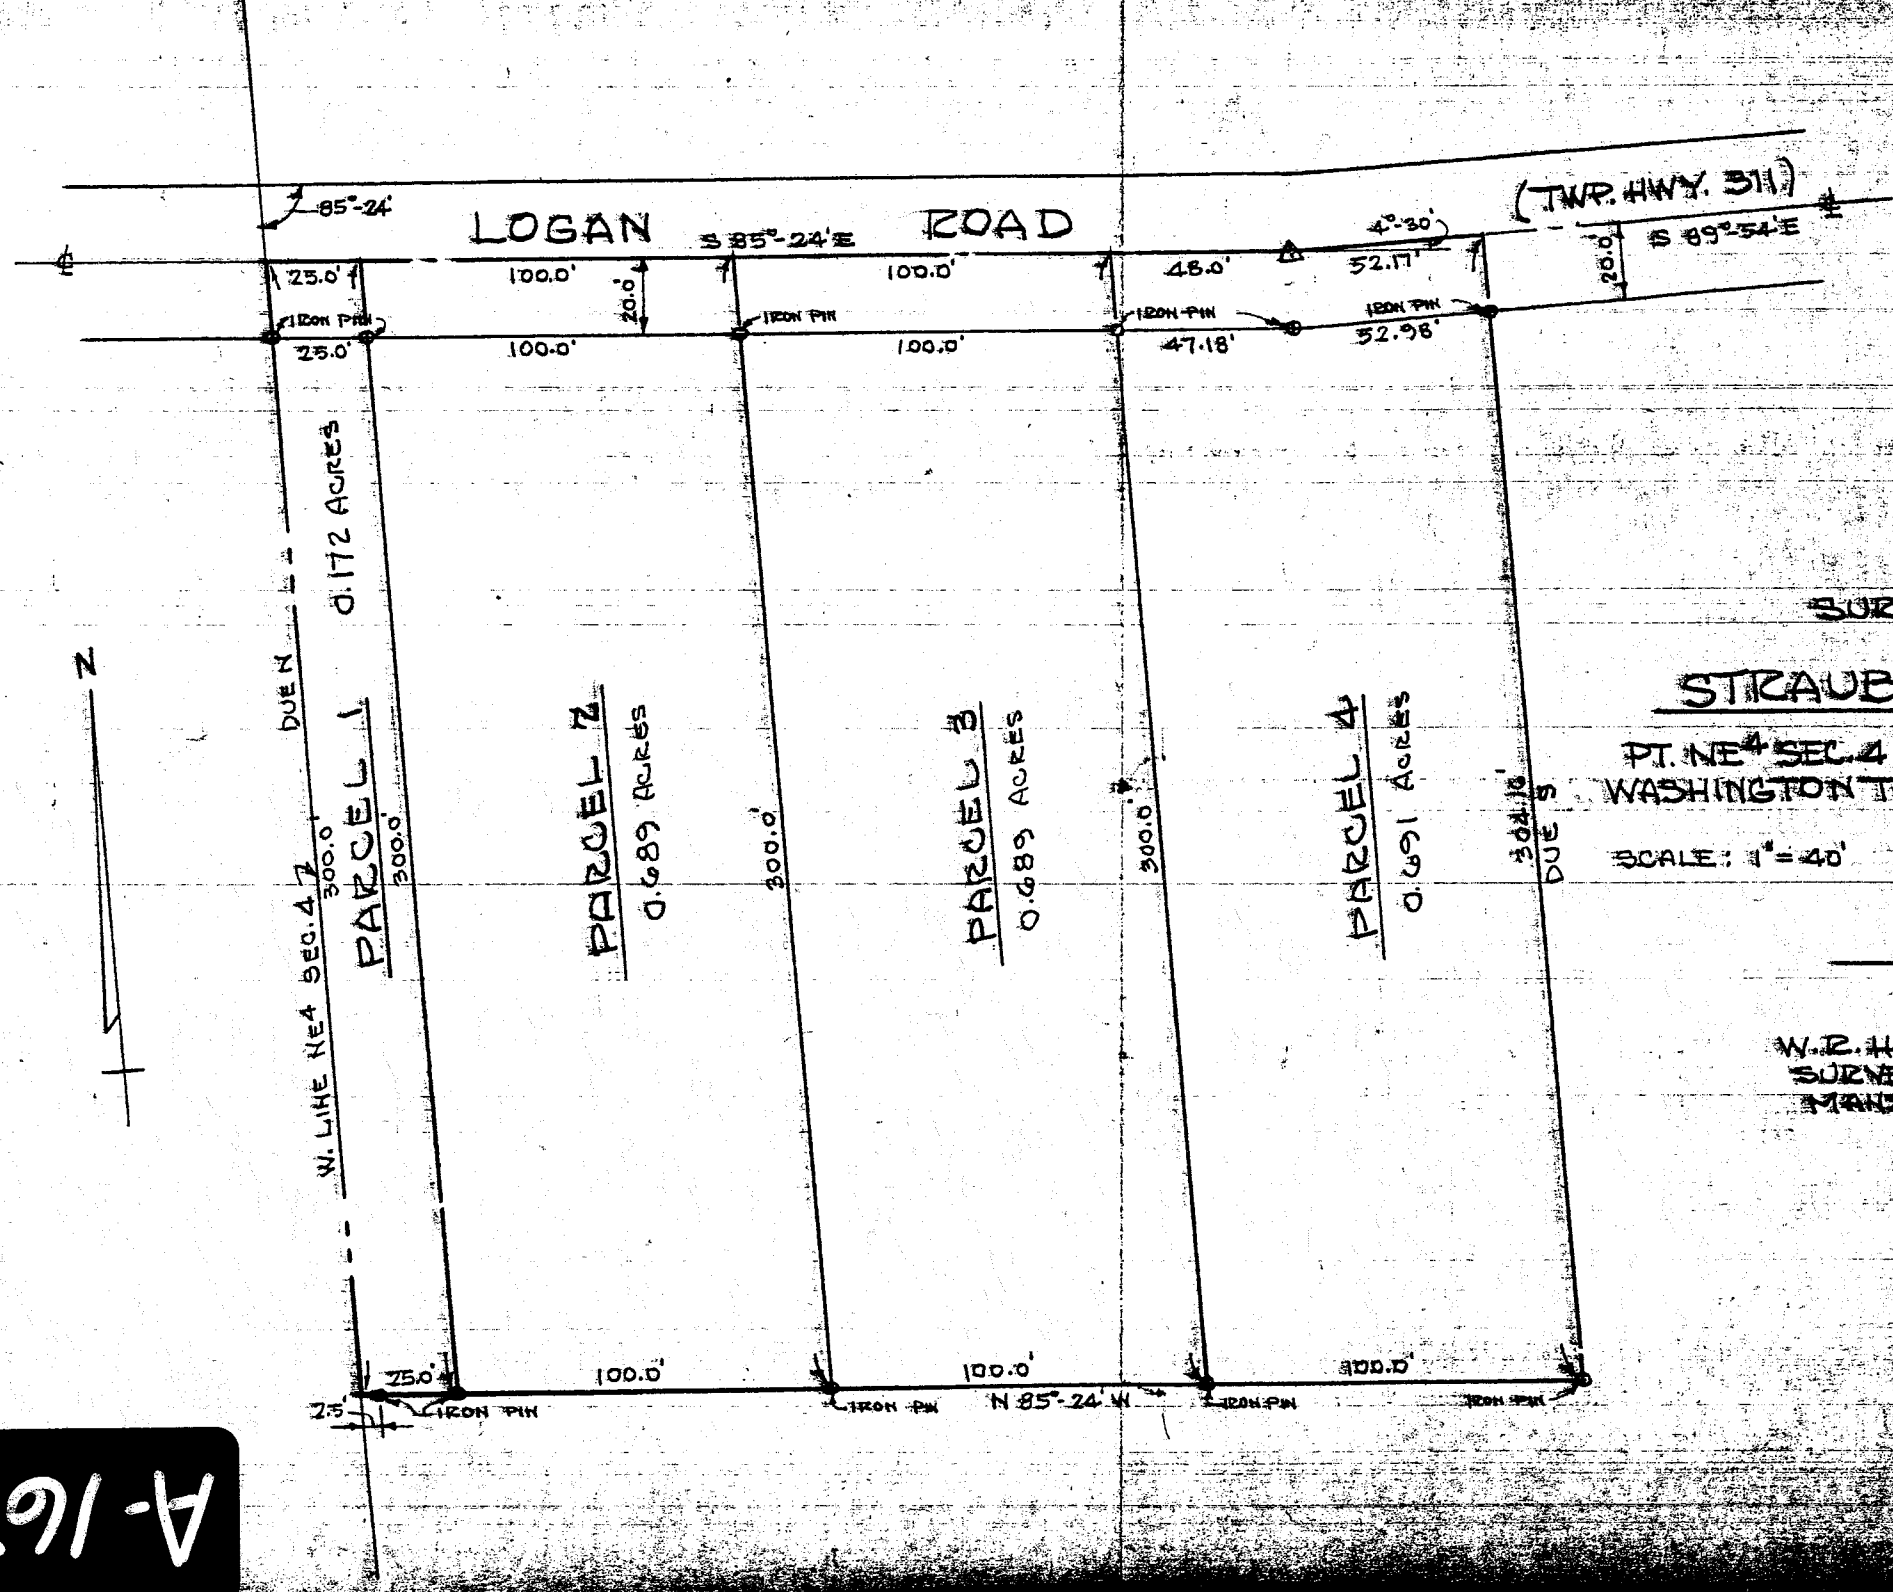 85°-24'
LOGAN ROAD
(TWP. HWY. 311)
S 85°-24' E
4°-30'
S 89°-54' E
℄
℄
25.0'
100.0'
20.0'
100.0'
48.0'
52.17'
20.0'
IRON PIN
IRON PIN
IRON PIN
IRON PIN
25.0'
100.0'
100.0'
47.18'
52.98'
0.172 ACRES
DUE N
N
PARCEL 1
300.0'
300.0'
W. LINE NE4 SEC. 4
PARCEL 2
0.689 ACRES
300.0'
PARCEL 3
0.689 ACRES
300.0'
PARCEL 4
0.691 ACRES
304.16'
DUE S
STRAUB
PT. NE4 SEC. 4
WASHINGTON T
SCALE: 1" = 40'
W.R. H
SURVE
MANS
25.0'
100.0'
100.0'
100.0'
2.5'
IRON PIN
IRON PIN
N 85°-24' W
IRON PIN
IRON PIN
A-16